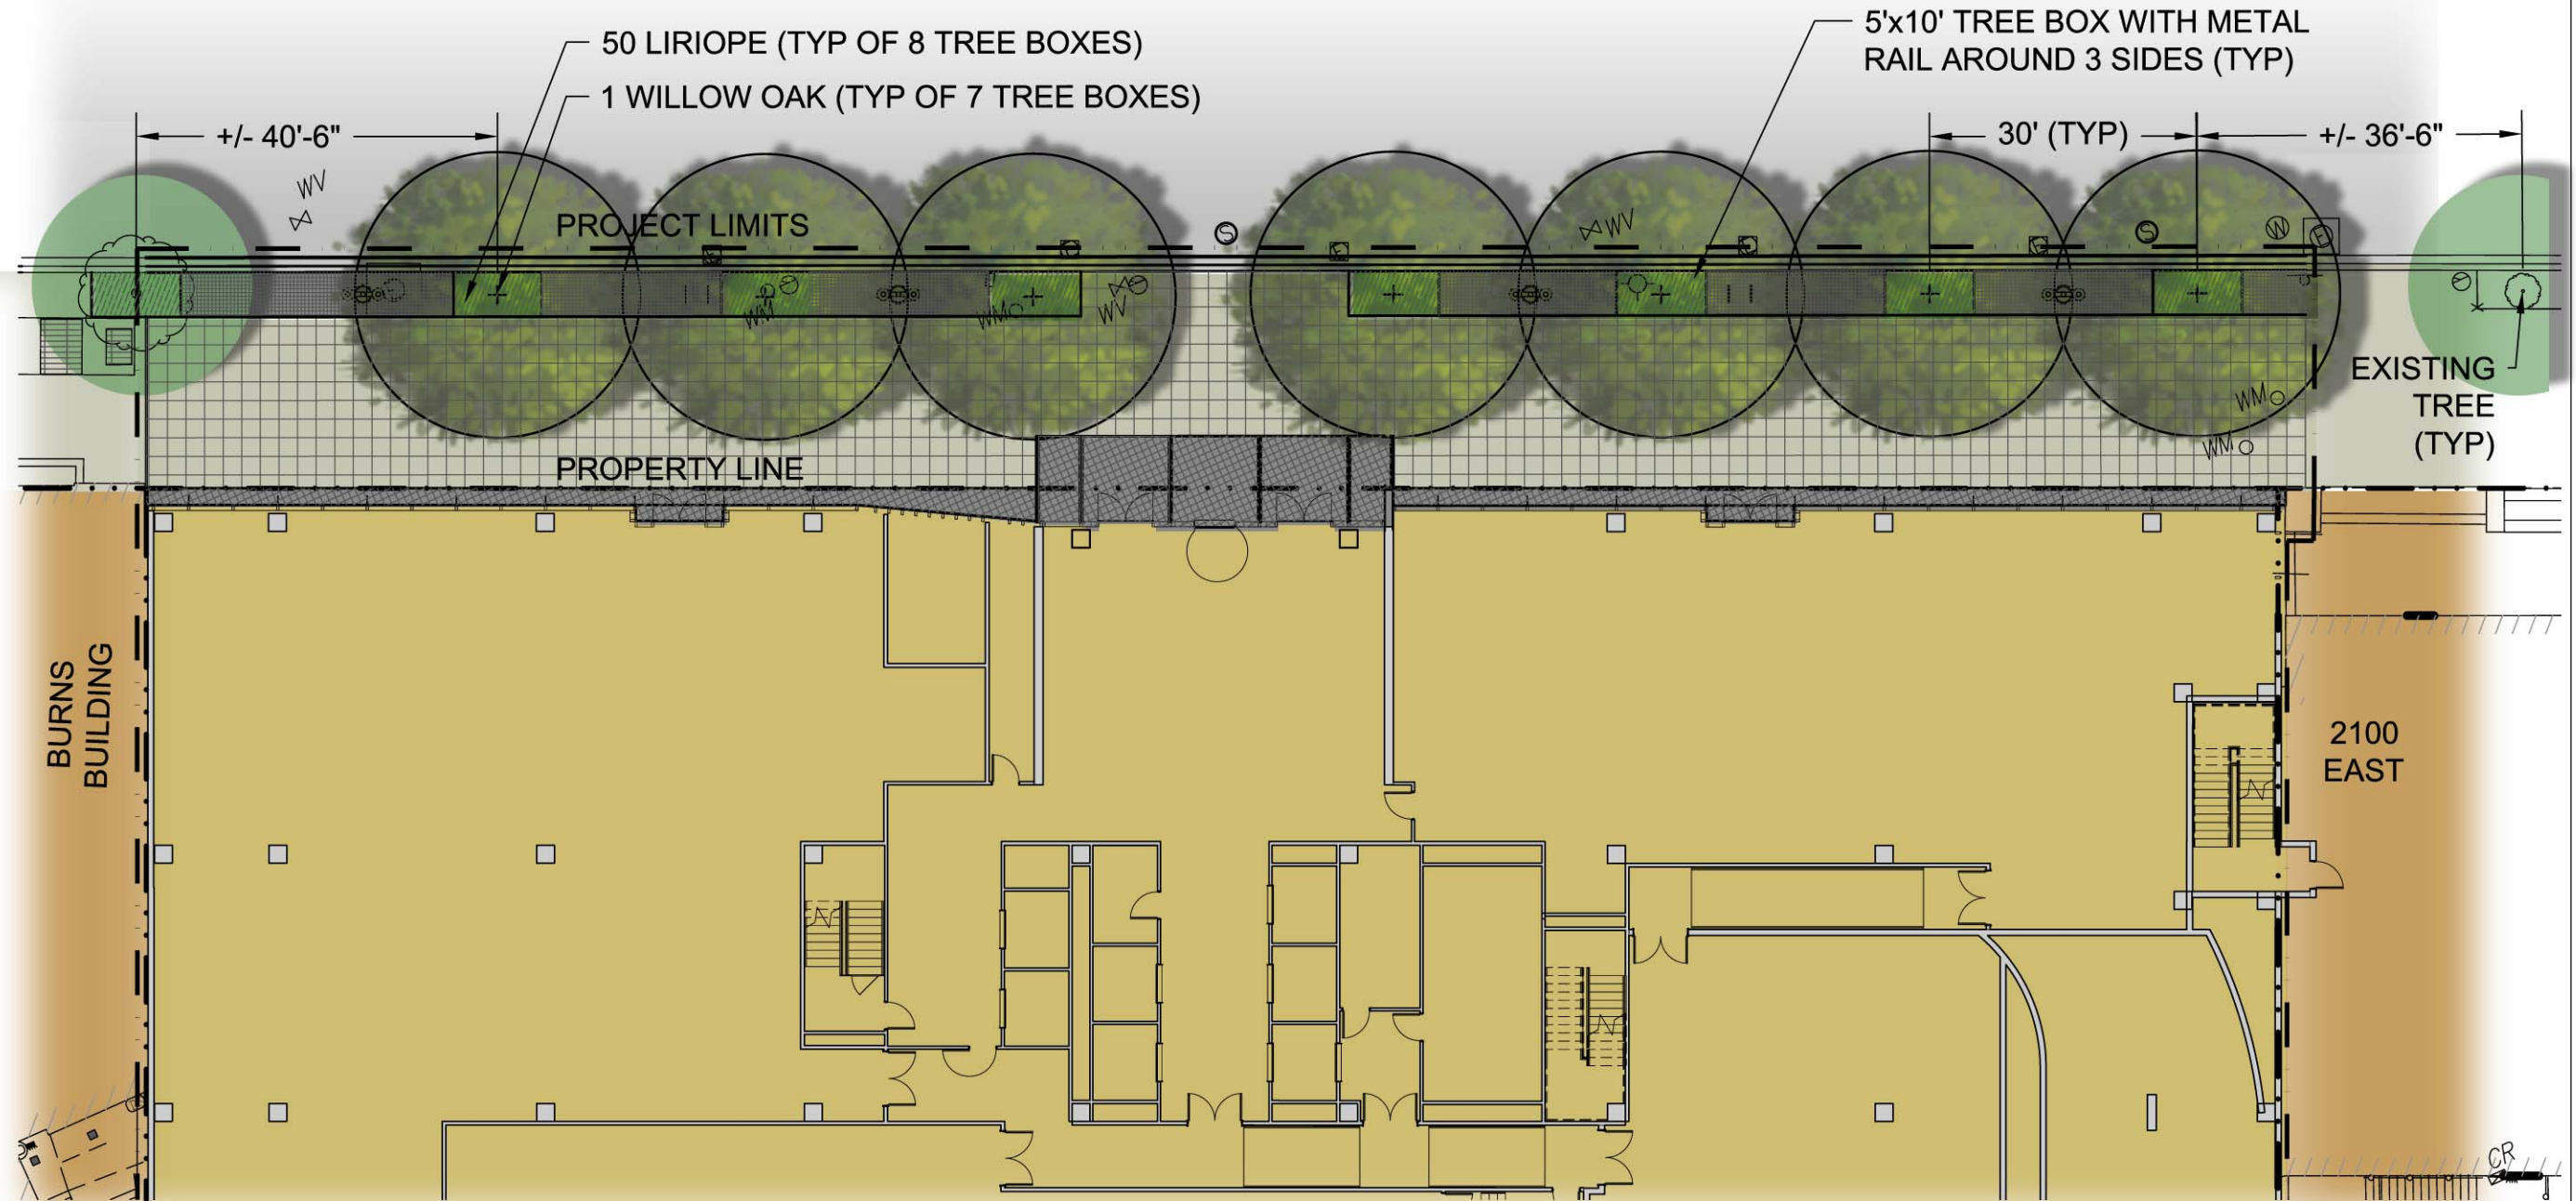 50 LIRIOPE (TYP OF 8 TREE BOXES)
1 WILLOW OAK (TYP OF 7 TREE BOXES)
5'x10' TREE BOX WITH METAL
RAIL AROUND 3 SIDES (TYP)
+/- 40'-6"
30' (TYP)
+/- 36'-6"
WV
PROJECT LIMITS
S
WV
S
W
E
E
E
E
E
WM
WM
WV
EXISTING
TREE
(TYP)
WM
WM
PROPERTY LINE
BURNS
BUILDING
2100
EAST
CR